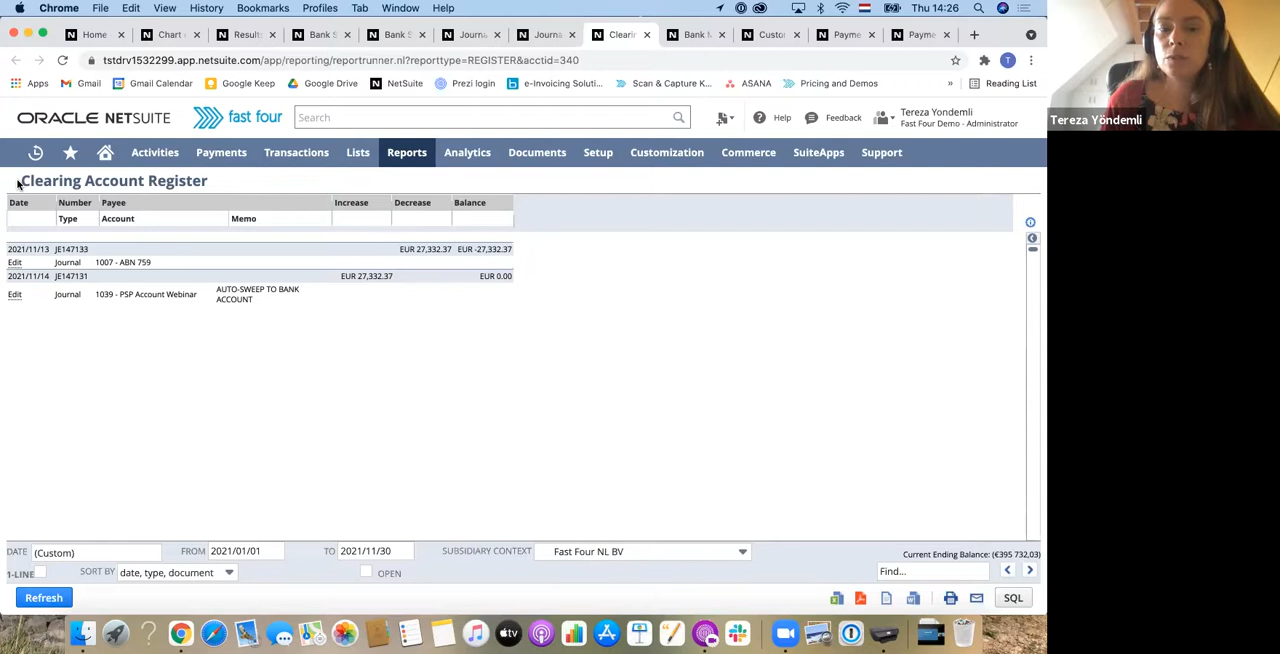 Chrome File Edit View History Bookmarks Profiles Tab Window Help Thu 14:26
Home Chart Results Bank S Bank S Journa Journa Clearin Bank M Custo Payme Payme
tstdrv1532299.app.netsuite.com/app/reporting/reportrunner.nl?reporttype=REGISTER&acctid=340 T
Apps Gmail Gmail Calendar Google Keep Google Drive NetSuite Prezi login e-Invoicing Soluti... Scan & Capture K... ASANA Pricing and Demos » Reading List
ORACLE NETSUITE fast four Search Help Feedback Tereza Yondemli
Fast Four Demo - Administrator
Activities Payments Transactions Lists Reports Analytics Documents Setup Customization Commerce SuiteApps Support
Clearing Account Register
Date Number Payee Increase Decrease Balance
Type Account Memo
2021/11/13 JE147133 EUR 27,332.37 EUR -27,332.37
Edit Journal 1007 - ABN 759
2021/11/14 JE147131 EUR 27,332.37 EUR 0.00
Edit Journal 1039 - PSP Account Webinar AUTO-SWEEP TO BANK
ACCOUNT
DATE (Custom) FROM 2021/01/01 TO 2021/11/30 SUBSIDIARY CONTEXT Fast Four NL BV Current Ending Balance: (€395 732,03)
1-LINE SORT BY date, type, document OPEN Find...
Refresh SQL
tv
Tereza Yöndemli